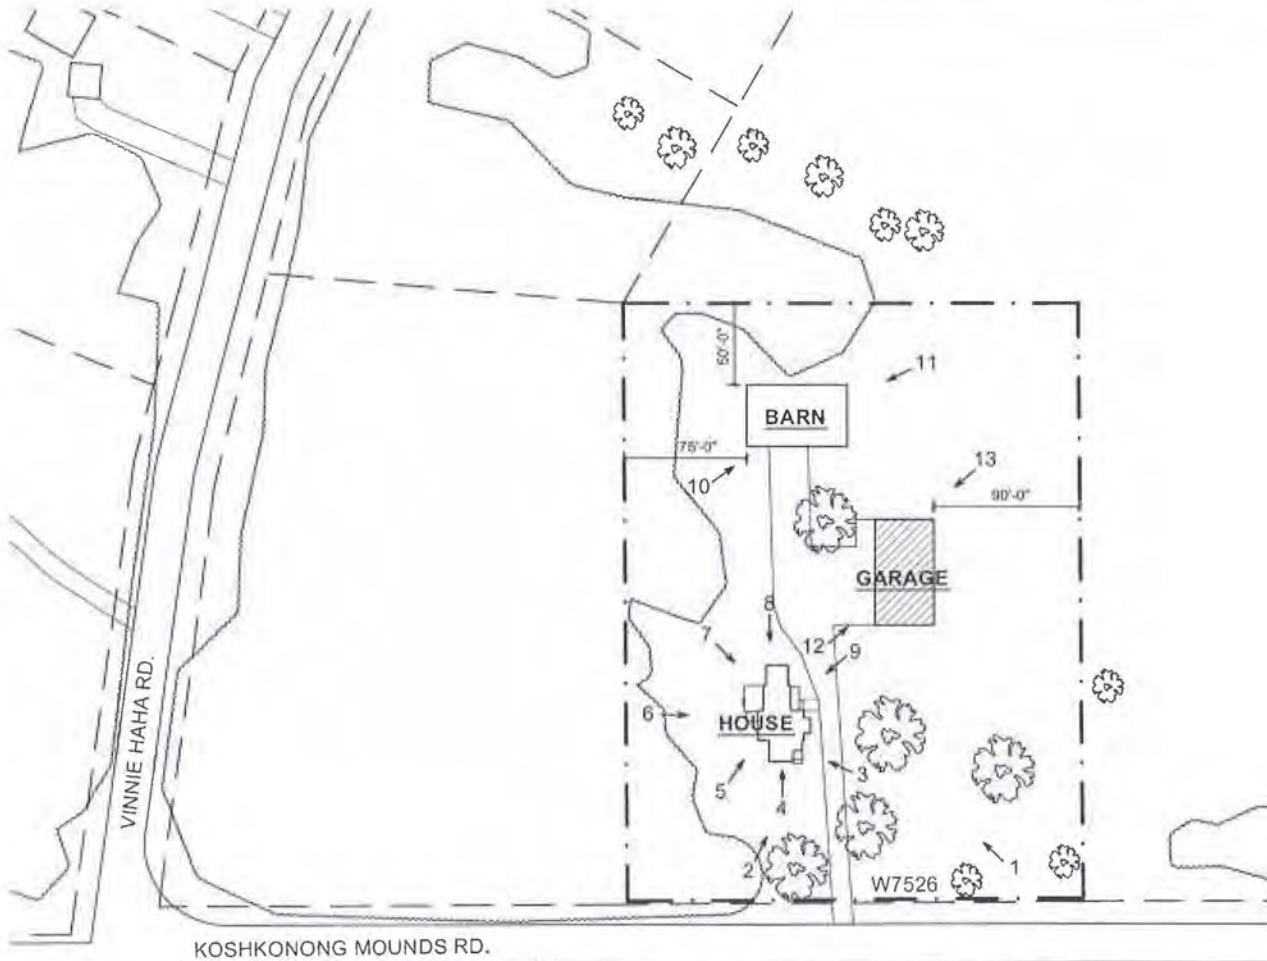 50'-0"
11
BARN
75'-0"
13
10
90'-0"
GARAGE
8
7
12
9
6
HOUSE
5
4
3
2
1
W7526
VINNIE HAHA RD.
KOSHKONONG MOUNDS RD.